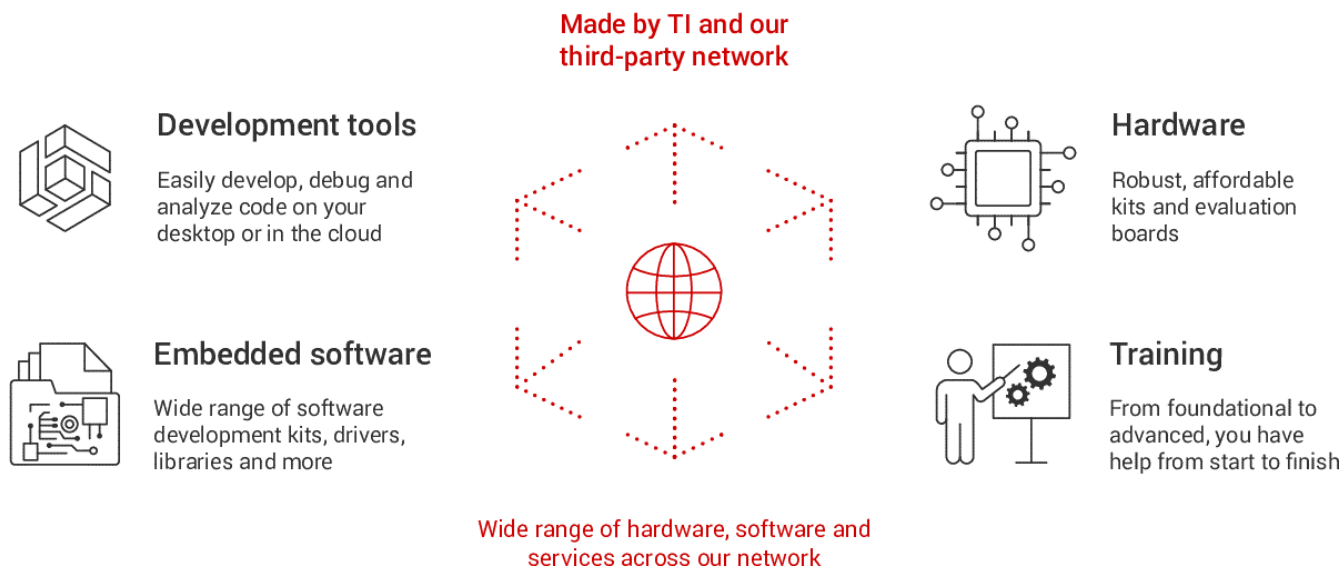 Made by TI and our
third-party network
Development tools
Easily develop, debug and
analyze code on your
desktop or in the cloud
Hardware
Robust, affordable
kits and evaluation
boards
Embedded software
Wide range of software
development kits, drivers,
libraries and more
Training
From foundational to
advanced, you have
help from start to finish
Wide range of hardware, software and
services across our network